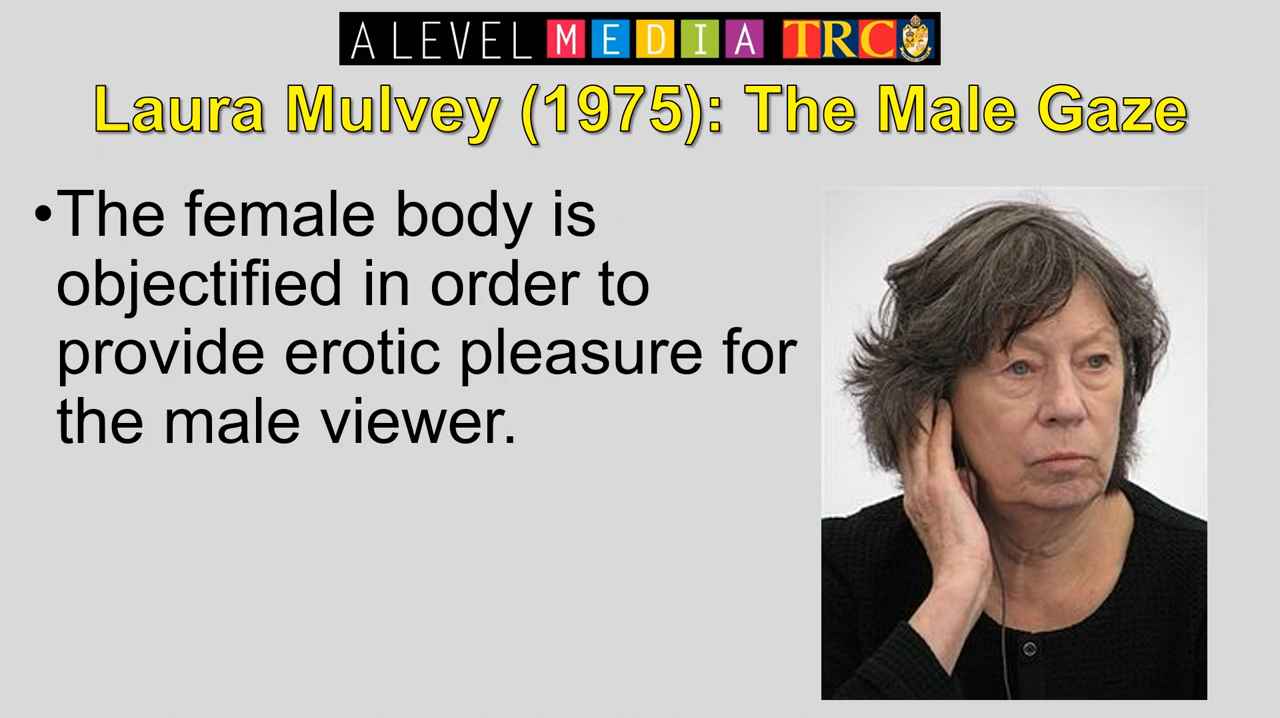 A LEVEL MEDIA TRC
Laura Mulvey (1975): The Male Gaze
•The female body is
objectified in order to
provide erotic pleasure for
the male viewer.